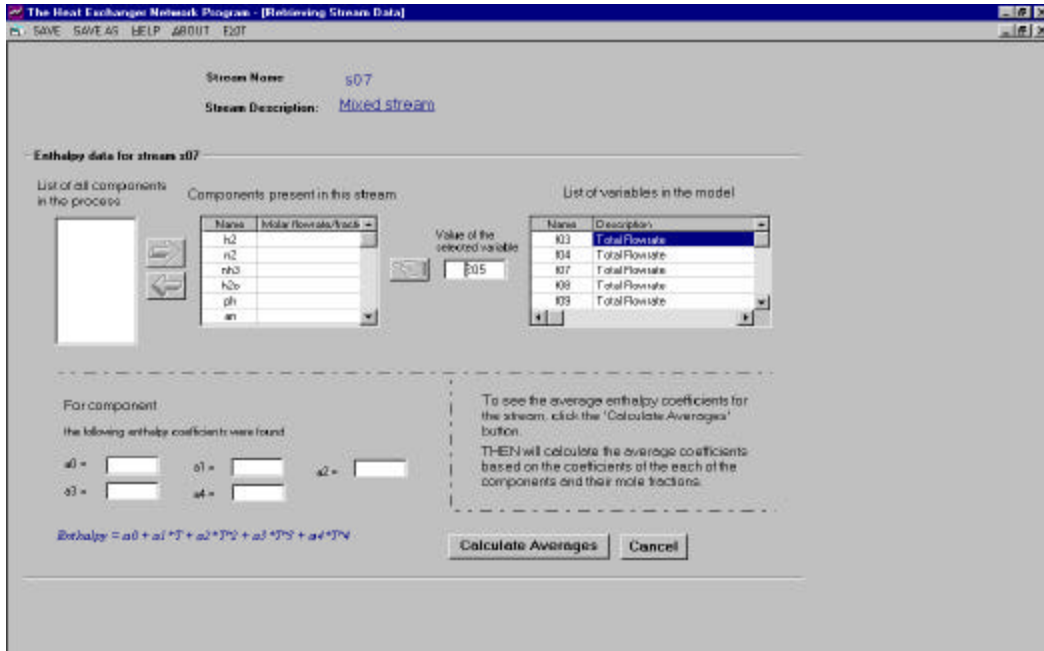 The Heat Exchanger Network Program - [Retrieving Stream Data]
SAVE SAVE AS HELP ABOUT EXIT
Stream Name s07
Stream Description: Mixed stream
Enthalpy data for stream s07
List of all components
in the process
Components present in this stream
List of variables in the model
Name Molar flowrate/fracti
h2
n2
nh3
h2o
ph
an
Value of the
selected variable
205
Name Description
f03 Total Flowrate
f04 Total Flowrate
f07 Total Flowrate
f08 Total Flowrate
f09 Total Flowrate
For component
the following enthalpy coefficients were found
a0 = a1 = a2 =
a3 = a4 =
Enthalpy = a0 + a1*T + a2*T^2 + a3*T^3 + a4*T^4
To see the average enthalpy coefficients for
the stream, click the 'Calculate Averages'
button.
THEN will calculate the average coefficients
based on the coefficients of the each of the
components and their mole fractions.
Calculate Averages Cancel